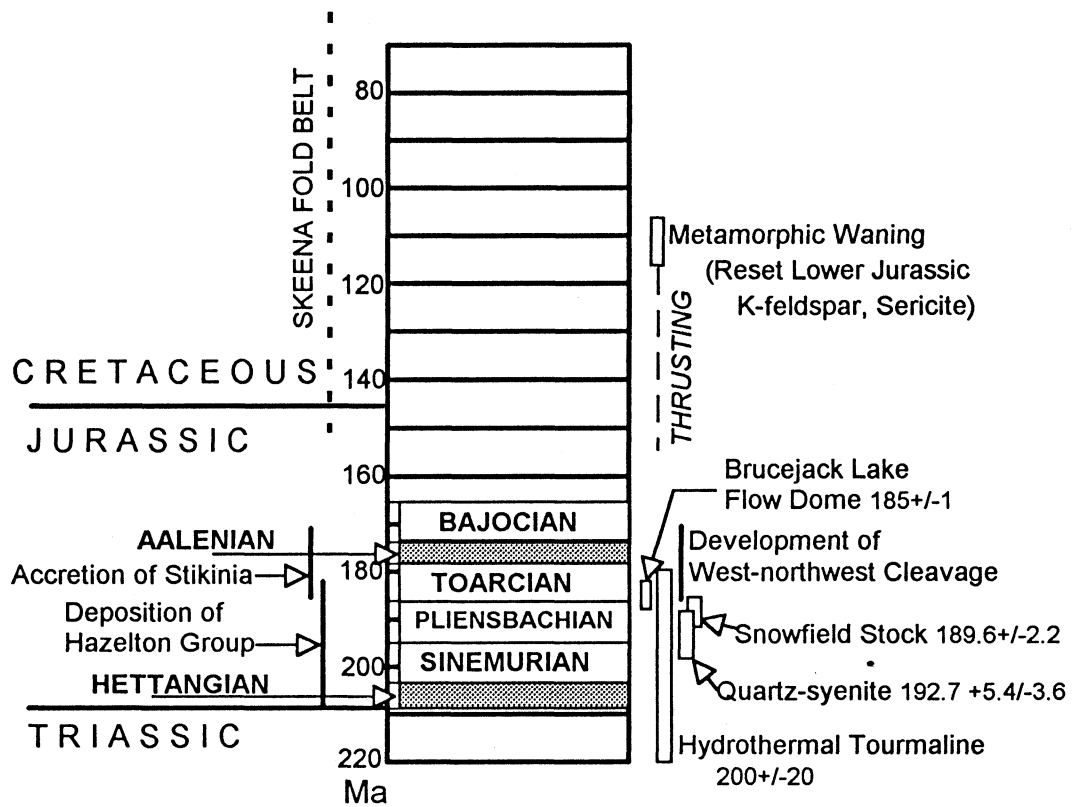 SKEENA FOLD BELT
80
100
120
140
160
180
200
220
Ma
CRETACEOUS
JURASSIC
TRIASSIC
AALENIAN
Accretion of Stikinia
Deposition of
Hazelton Group
HETTANGIAN
BAJOCIAN
TOARCIAN
PLIENSBACHIAN
SINEMURIAN
Metamorphic Waning
(Reset Lower Jurassic
K-feldspar, Sericite)
THRUSTING
Brucejack Lake
Flow Dome 185+/-1
Development of
West-northwest Cleavage
Snowfield Stock 189.6+/-2.2
Quartz-syenite 192.7 +5.4/-3.6
Hydrothermal Tourmaline
200+/-20